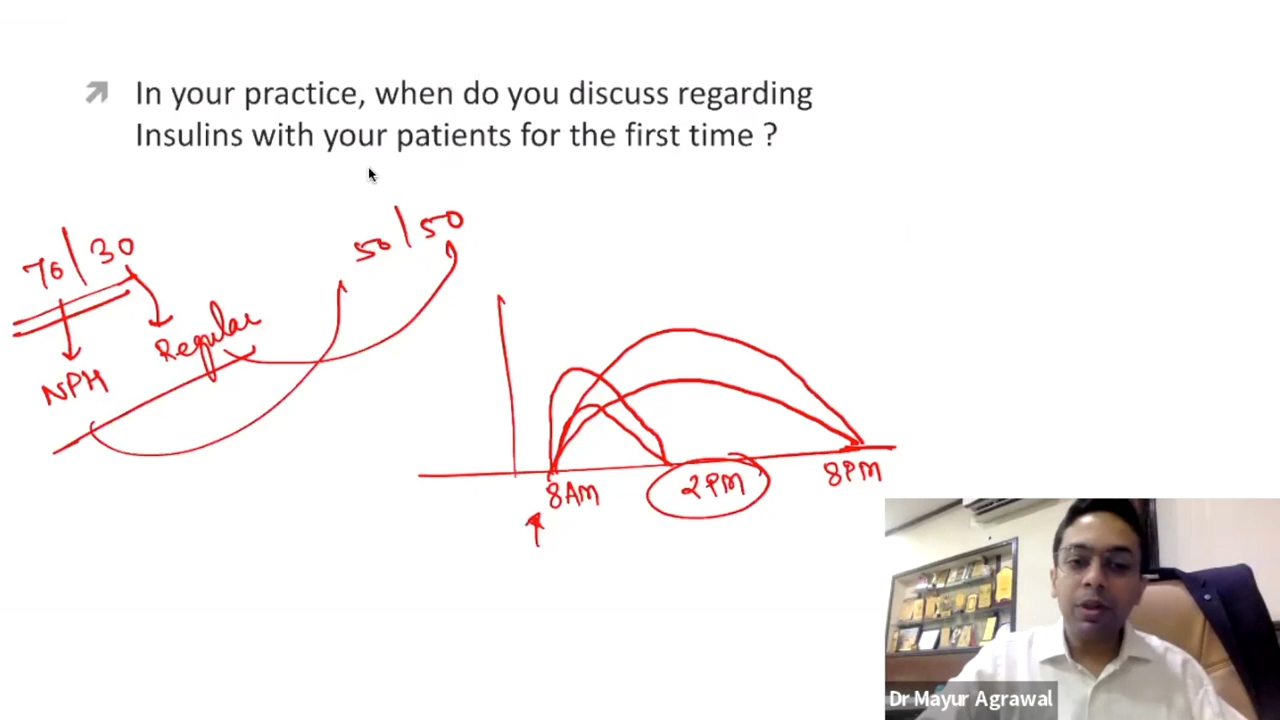 In your practice, when do you discuss regarding
Insulins with your patients for the first time ?
70/30
50/50
Regular
NPH
8AM
2PM
8PM
Dr Mayur Agrawal